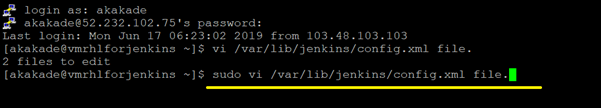 login as: akakade
akakade@52.232.102.75's password:
Last login: Mon Jun 17 06:23:02 2019 from 103.48.103.103
[akakade@vmrhlforjenkins ~]$ vi /var/lib/jenkins/config.xml file.
2 files to edit
[akakade@vmrhlforjenkins ~]$ sudo vi /var/lib/jenkins/config.xml file.